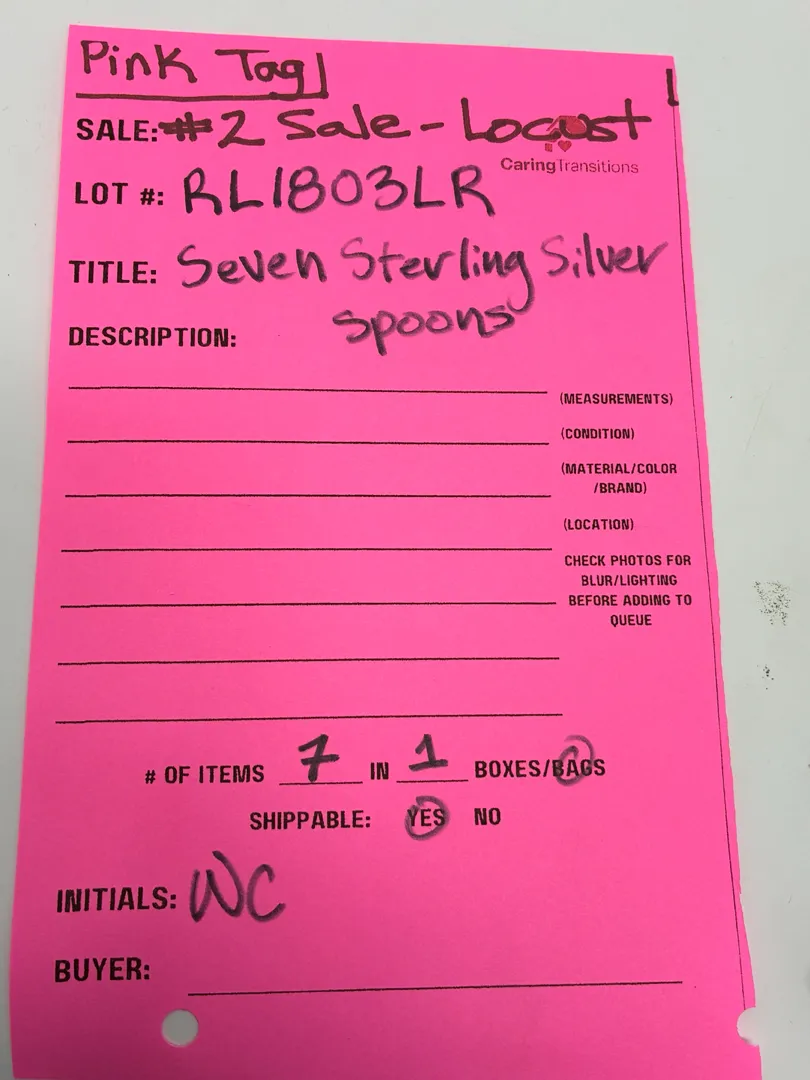 Pink Tag
SALE: #2 Sale - Locust
CaringTransitions
LOT #: RL1803LR
TITLE: Seven Sterling Silver
spoons
DESCRIPTION:
(MEASUREMENTS)
(CONDITION)
(MATERIAL/COLOR
/BRAND)
(LOCATION)
CHECK PHOTOS FOR
BLUR/LIGHTING
BEFORE ADDING TO
QUEUE
# OF ITEMS 7 IN 1 BOXES/BAGS
SHIPPABLE: YES NO
INITIALS: WC
BUYER: